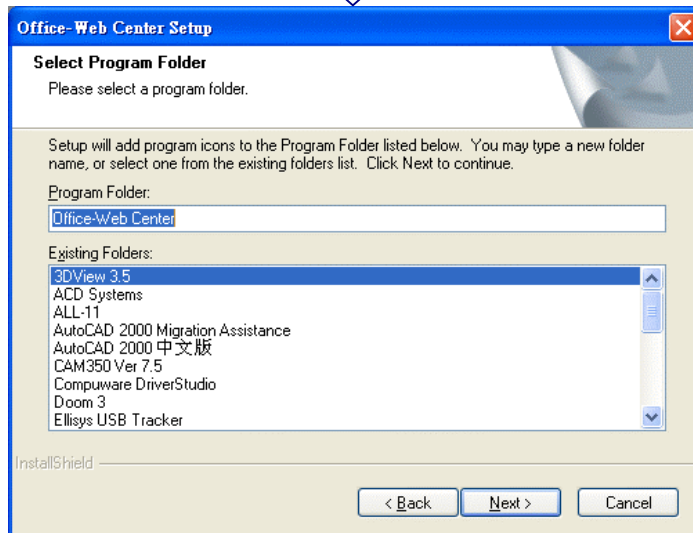 Office-Web Center Setup
Select Program Folder
Please select a program folder.
Setup will add program icons to the Program Folder listed below. You may type a new folder
name, or select one from the existing folders list. Click Next to continue.
Program Folder:
Office-Web Center
Existing Folders:
3DView 3.5
ACD Systems
ALL-11
AutoCAD 2000 Migration Assistance
AutoCAD 2000 中文版
CAM350 Ver 7.5
Compuware DriverStudio
Doom 3
Ellisys USB Tracker
InstallShield
< Back Next > Cancel